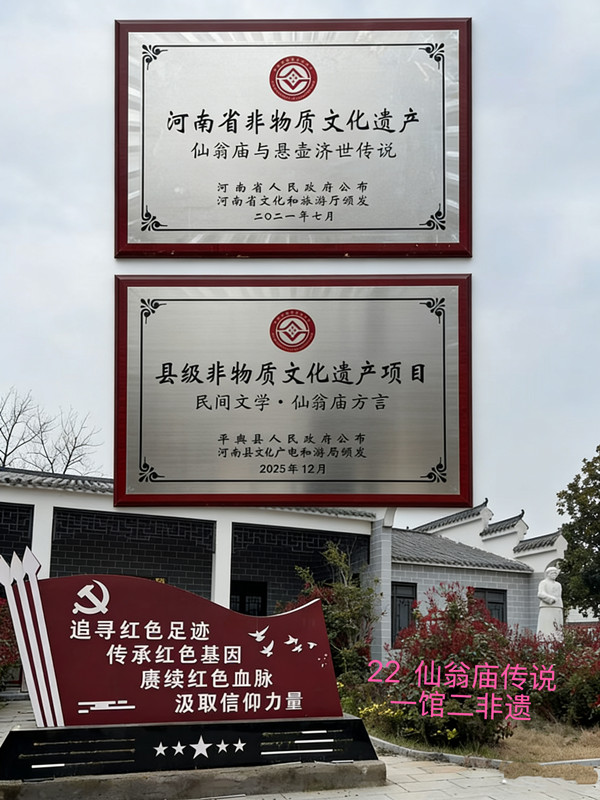 河南省非物质文化遗产
仙翁庙与悬壶济世传说
河南省人民政府公布
河南省文化和旅游厅颁发
二〇二一年七月
县级非物质文化遗产项目
民间文学·仙翁庙方言
平舆县人民政府公布
河南县文化广电和游局颁发
2025年12月
追寻红色足迹
传承红色基因
赓续红色血脉
汲取信仰力量
22 仙翁庙传说
一馆二非遗